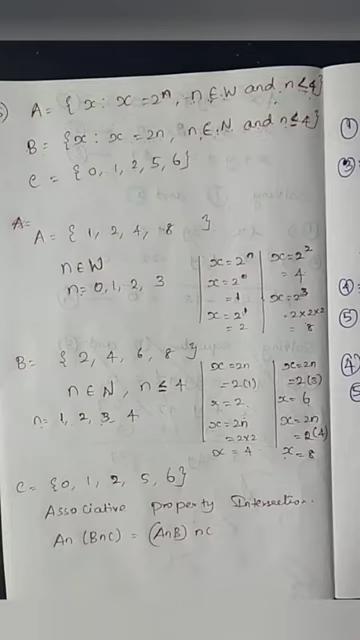 A = { x : x = 2ⁿ, n ∈ W and n ≤ 4}
B = {x : x = 2n, n ∈ N and n ≤ 4}
C = {0, 1, 2, 5, 6}
A =
A = { 1, 2, 4, 8 }
n ∈ W
n = 0, 1, 2, 3
x = 2ⁿ
x = 2⁰
= 1
x = 2¹
= 2
x = 2²
= 4
x = 2³
= 2 × 2 × 2
= 8
B = { 2, 4, 6, 8 }
n ∈ N, n ≤ 4
n = 1, 2, 3, 4
x = 2n
= 2(1)
x = 2
x = 2n
= 2×2
x = 4
x = 2n
= 2(3)
x = 6
x = 2n
= 2(4)
x = 8
C = {0, 1, 2, 5, 6}
Associative property Intersection.
A∩(B∩C) = (A∩B)∩C
1
4
5